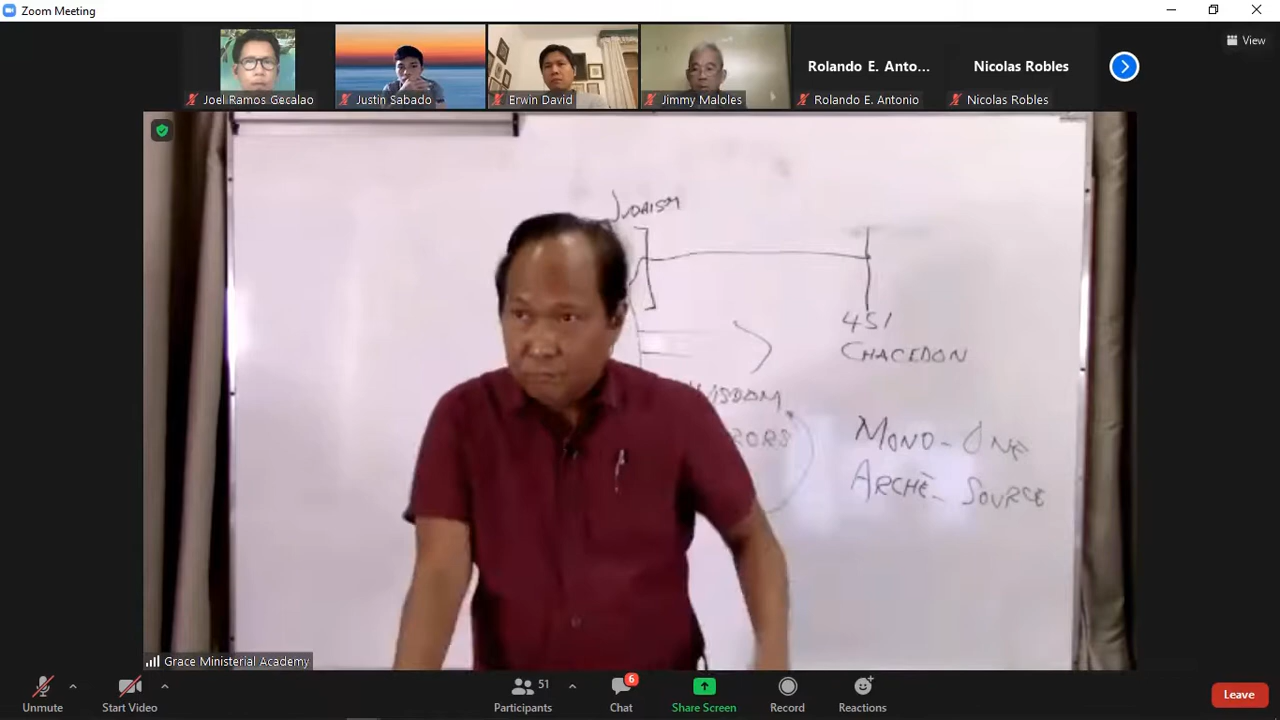 Zoom Meeting
View
Rolando E. Anto...
Nicolas Robles
Joel Ramos Gecalao
Justin Sabado
Erwin David
Jimmy Maloles
Rolando E. Antonio
Nicolas Robles
JUDAISM
451
CHACEDON
WISDOM
MONO - ONE
ARCHĒ - SOURCE
Grace Ministerial Academy
Unmute
Start Video
51
Participants
6
Chat
Share Screen
Record
Reactions
Leave